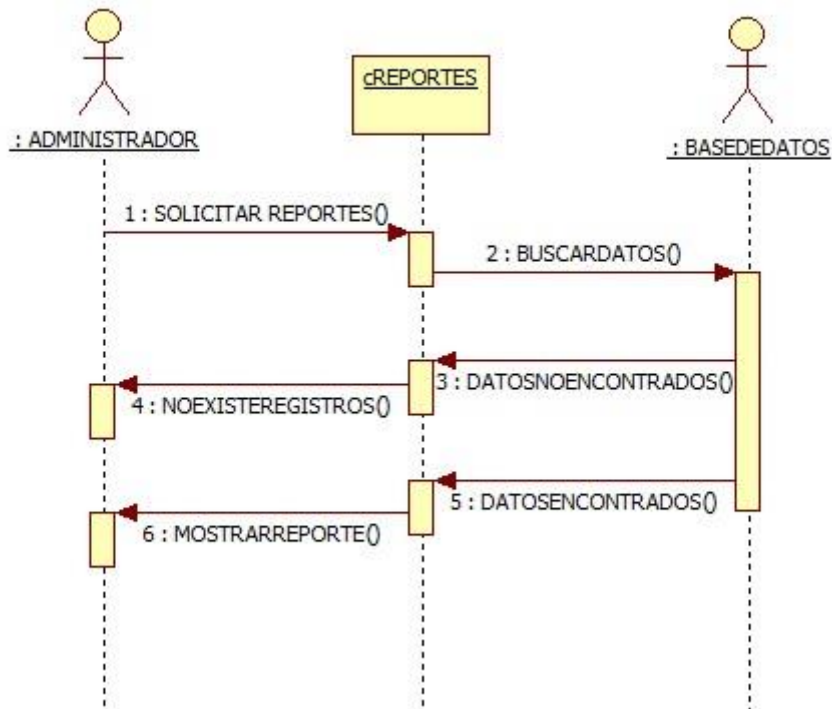 cREPORTES
: ADMINISTRADOR
: BASEDEDATOS
1 : SOLICITAR REPORTES()
2 : BUSCARDATOS()
3 : DATOSNOENCONTRADOS()
4 : NOEXISTEREGISTROS()
5 : DATOSENCONTRADOS()
6 : MOSTRARREPORTE()